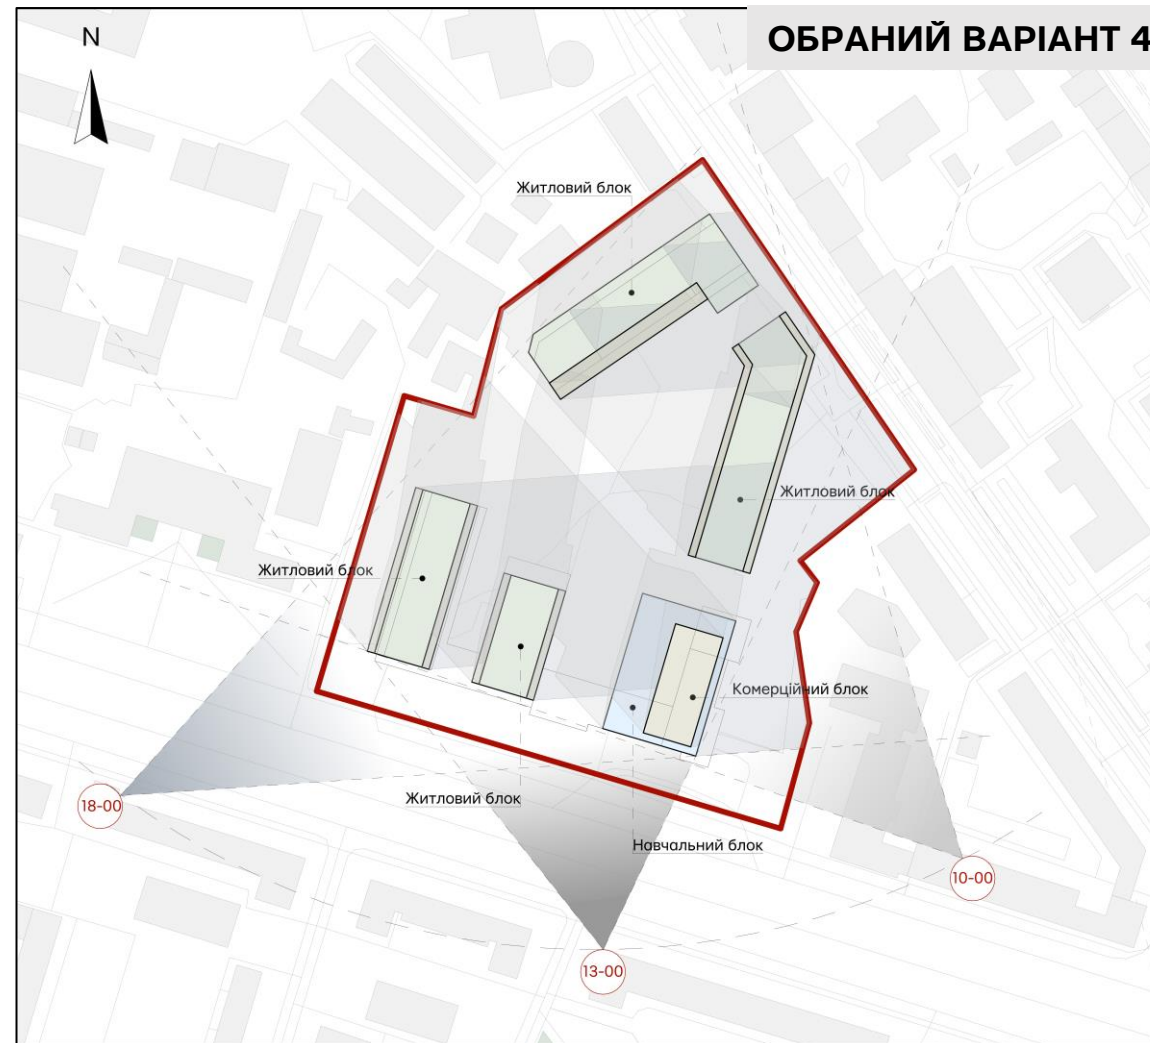 ОБРАНИЙ ВАРІАНТ 4
N
Житловий блок
Житловий блок
Житловий блок
Комерційний блок
Житловий блок
18-00
Навчальний блок
10-00
13-00